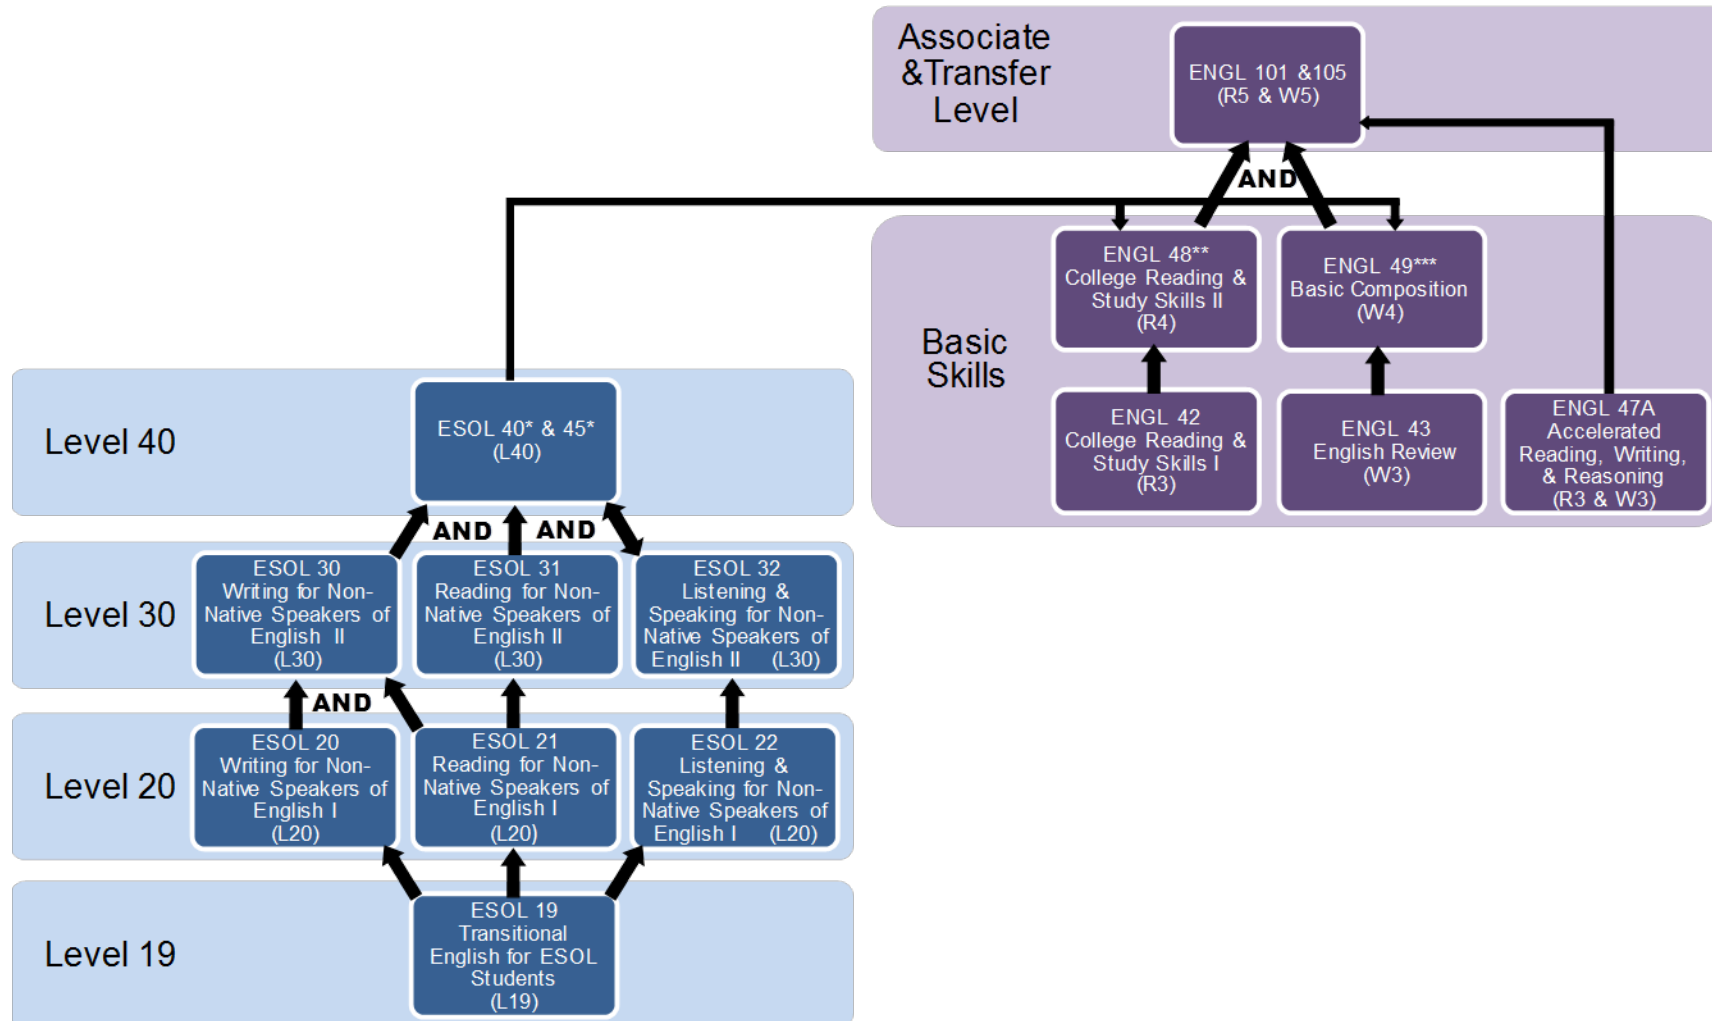 Associate
&Transfer
Level
ENGL 101 &105
(R5 & W5)
AND
Basic
Skills
ENGL 48**
College Reading &
Study Skills II
(R4)
ENGL 49***
Basic Composition
(W4)
ENGL 42
College Reading &
Study Skills I
(R3)
ENGL 43
English Review
(W3)
ENGL 47A
Accelerated
Reading, Writing,
& Reasoning
(R3 & W3)
Level 40
ESOL 40* & 45*
(L40)
AND
AND
Level 30
ESOL 30
Writing for Non-
Native Speakers of
English II
(L30)
ESOL 31
Reading for Non-
Native Speakers of
English II
(L30)
ESOL 32
Listening &
Speaking for Non-
Native Speakers of
English II (L30)
AND
Level 20
ESOL 20
Writing for Non-
Native Speakers of
English I
(L20)
ESOL 21
Reading for Non-
Native Speakers of
English I
(L20)
ESOL 22
Listening &
Speaking for Non-
Native Speakers of
English I (L20)
Level 19
ESOL 19
Transitional
English for ESOL
Students
(L19)